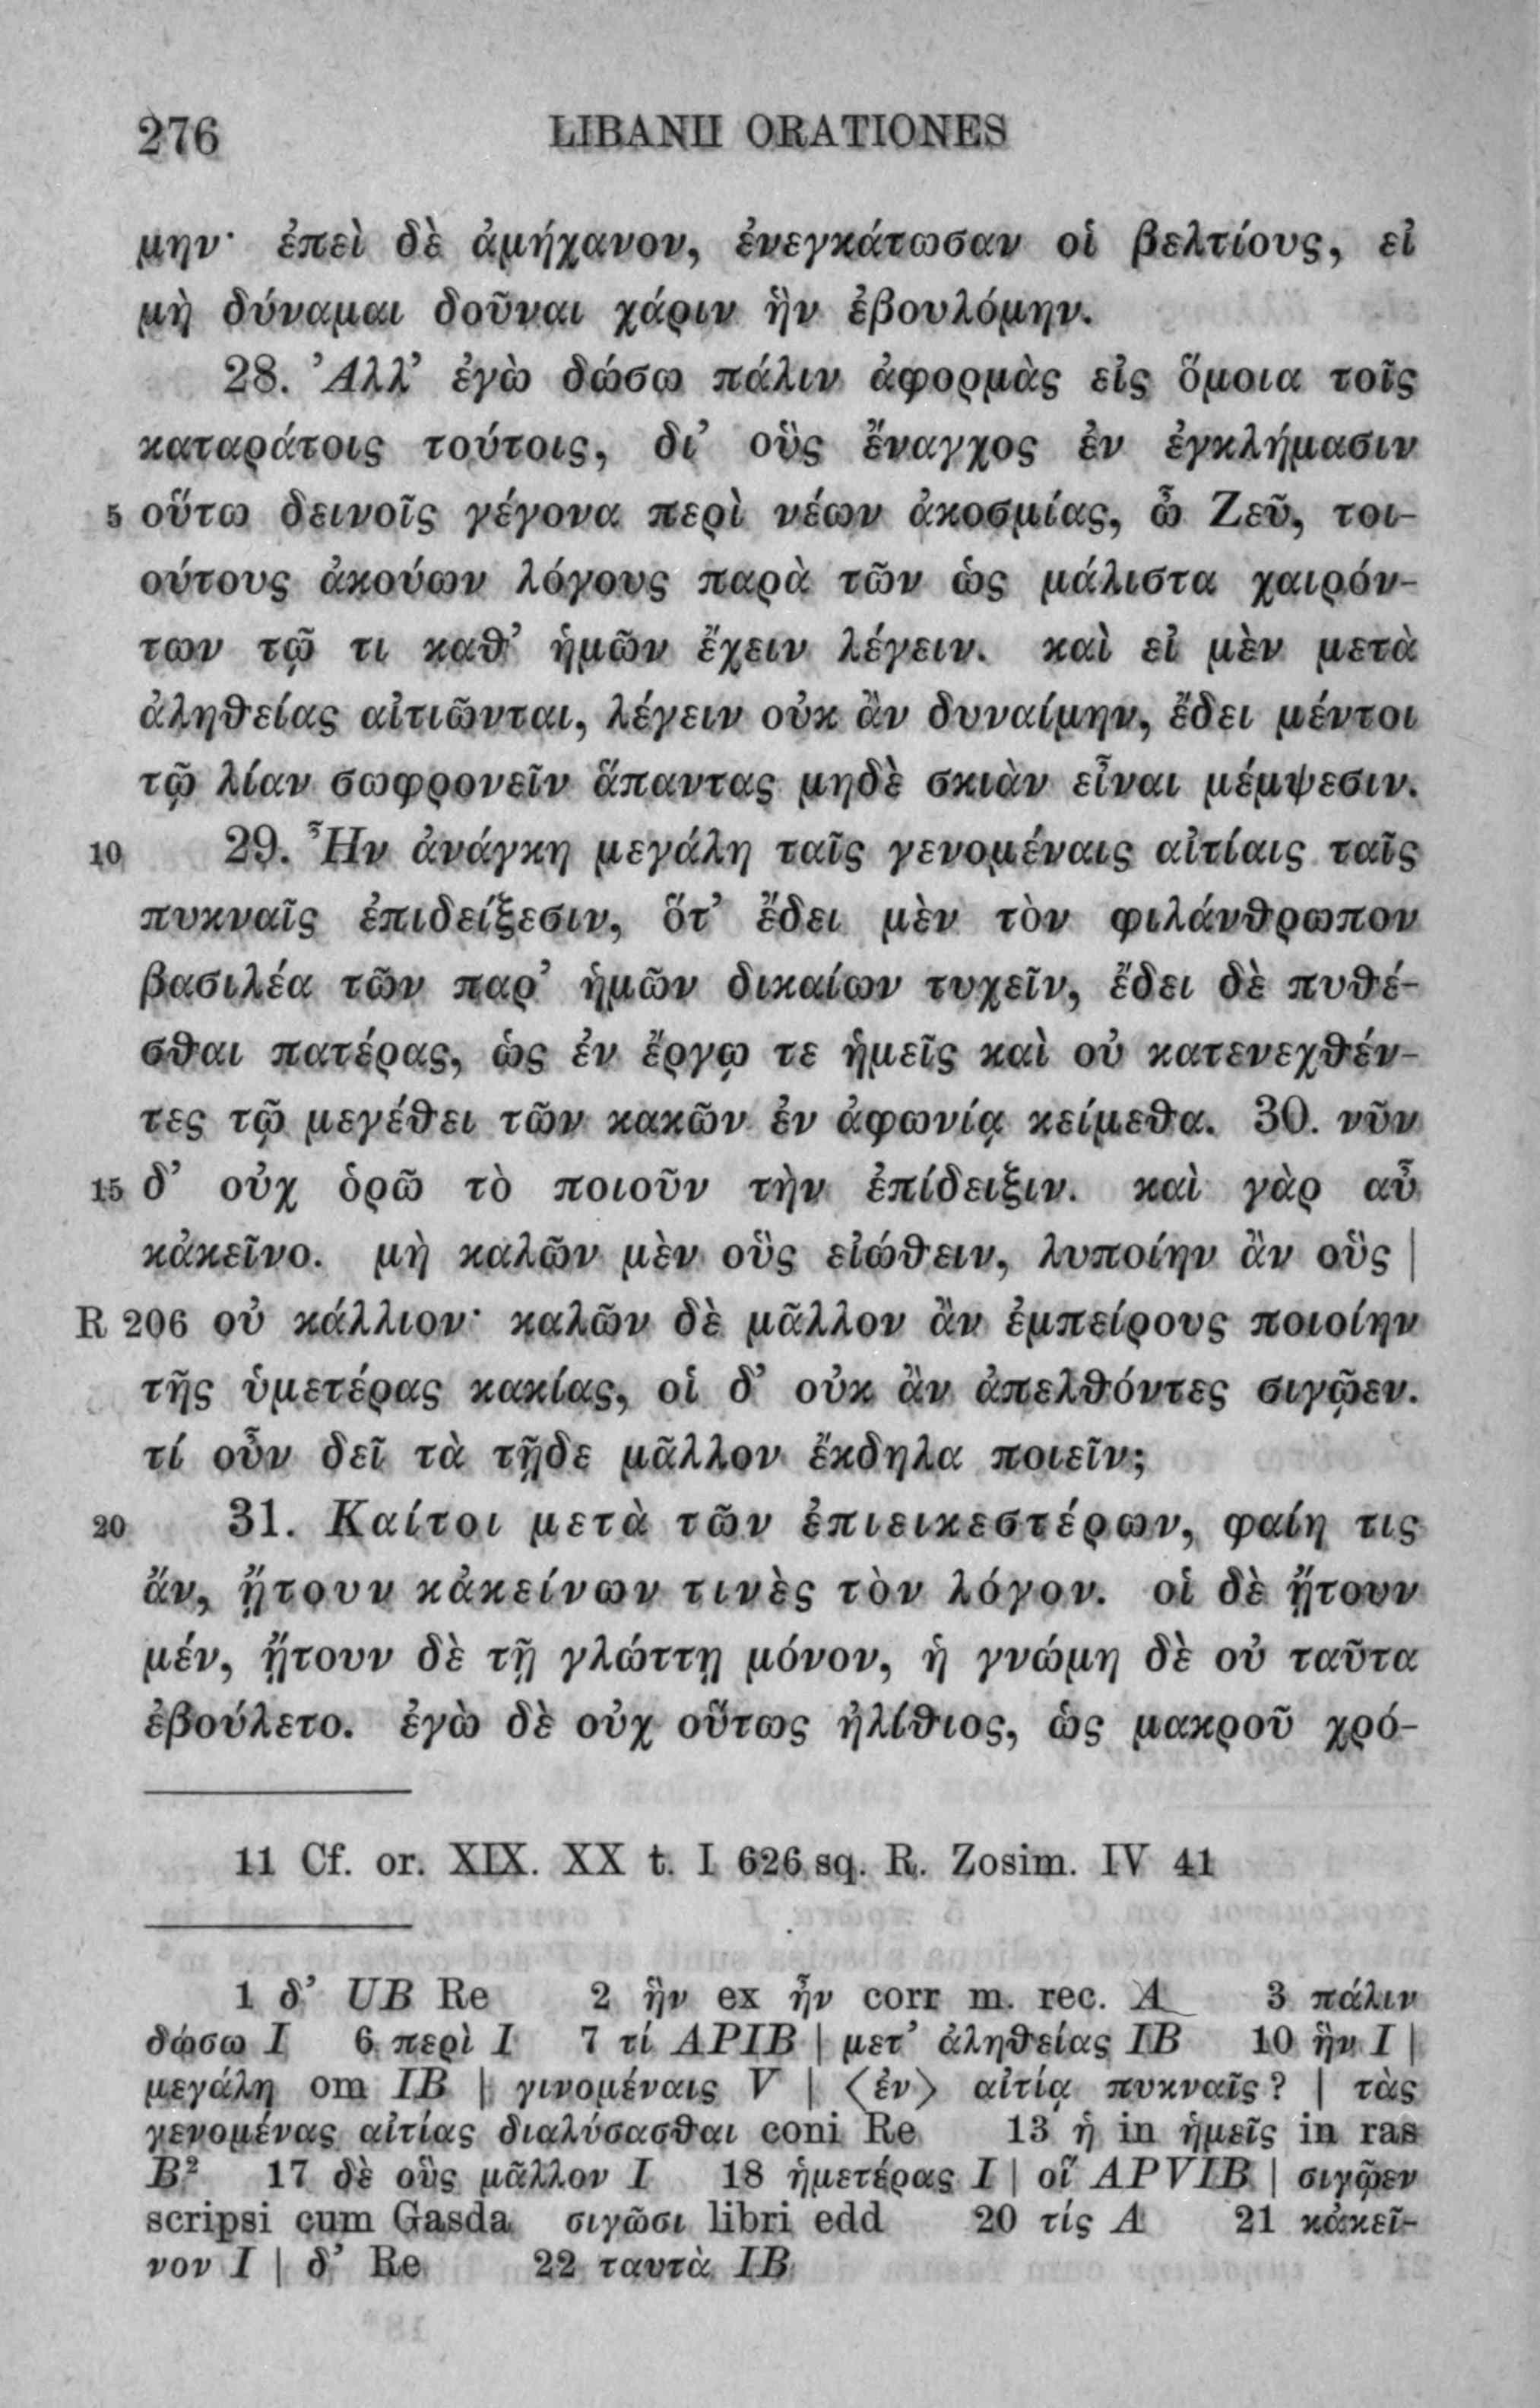 276 LIBANII ORATIONES
μην· ἐπεὶ δὲ ἀμήχανον, ἐνεγκάτωσαν οἱ βελτίους, εἰ
μὴ δύναμαι δοῦναι χάριν ἣν ἐβουλόμην.
28. Ἀλλ’ ἐγὼ δώσω πάλιν ἀφορμὰς εἰς ὅμοια τοῖς
καταράτοις τούτοις, δι’ οὓς ἔναγχος ἐν ἐγκλήμασιν
5 οὕτω δεινοῖς γέγονα περὶ νέων ἀκοσμίας, ὦ Ζεῦ, τοι-
ούτους ἀκούων λόγους παρὰ τῶν ὡς μάλιστα χαιρόν-
των τῷ τι καθ’ ἡμῶν ἔχειν λέγειν. καὶ εἰ μὲν μετὰ
ἀληθείας αἰτιῶνται, λέγειν οὐκ ἂν δυναίμην, ἔδει μέντοι
τῷ λίαν σωφρονεῖν ἅπαντας μηδὲ σκιὰν εἶναι μέμψεσιν.
10 29. Ἦν ἀνάγκη μεγάλη ταῖς γενομέναις αἰτίαις ταῖς
πυκναῖς ἐπιδείξεσιν, ὅτ’ ἔδει μὲν τὸν φιλάνθρωπον
βασιλέα τῶν παρ’ ἡμῶν δικαίων τυχεῖν, ἔδει δὲ πυθέ-
σθαι πατέρας, ὡς ἐν ἔργῳ τε ἡμεῖς καὶ οὐ κατενεχθέν-
τες τῷ μεγέθει τῶν κακῶν ἐν ἀφωνίᾳ κείμεθα. 30. νῦν
15 δ’ οὐχ ὁρῶ τὸ ποιοῦν τὴν ἐπίδειξιν. καὶ γὰρ αὖ
κἀκεῖνο. μὴ καλῶν μὲν οὓς εἰώθειν, λυποίην ἂν οὓς |
R 206 οὐ κάλλιον· καλῶν δὲ μᾶλλον ἂν ἐμπείρους ποιοίην
τῆς ὑμετέρας κακίας, οἱ δ’ οὐκ ἂν ἀπελθόντες σιγῷεν.
τί οὖν δεῖ τὰ τῇδε μᾶλλον ἔκδηλα ποιεῖν;
20 31. Καίτοι μετὰ τῶν ἐπιεικεστέρων, φαίη τις
ἄν, ᾔτουν κἀκείνων τινὲς τὸν λόγον. οἱ δὲ ᾔτουν
μέν, ᾔτουν δὲ τῇ γλώττῃ μόνον, ἡ γνώμη δὲ οὐ ταῦτα
ἐβούλετο. ἐγὼ δὲ οὐχ οὕτως ἠλίθιος, ὡς μακροῦ χρό-
11 Cf. or. XIX. XX t. I 626 sq. R. Zosim. IV 41
1 δ’ UB Re 2 ἣν ex ἦν corr m. rec. A 3 πάλιν
δώσω I 6 περὶ I 7 τί APIB | μετ’ ἀληθείας IB 10 ἣν I |
μεγάλη om IB | γινομέναις V | ⟨ἐν⟩ αἰτίᾳ πυκναῖς? | τὰς
γενομένας αἰτίας διαλύσασθαι coni Re 13 ἡ in ἡμεῖς in ras
B² 17 δὲ οὓς μᾶλλον I 18 ἡμετέρας I | οἵ APVIB | σιγῷεν
scripsi cum Gasda σιγῶσι libri edd 20 τίς A 21 κἀκεῖ-
νον I | δ’ Re 22 ταυτὰ IB